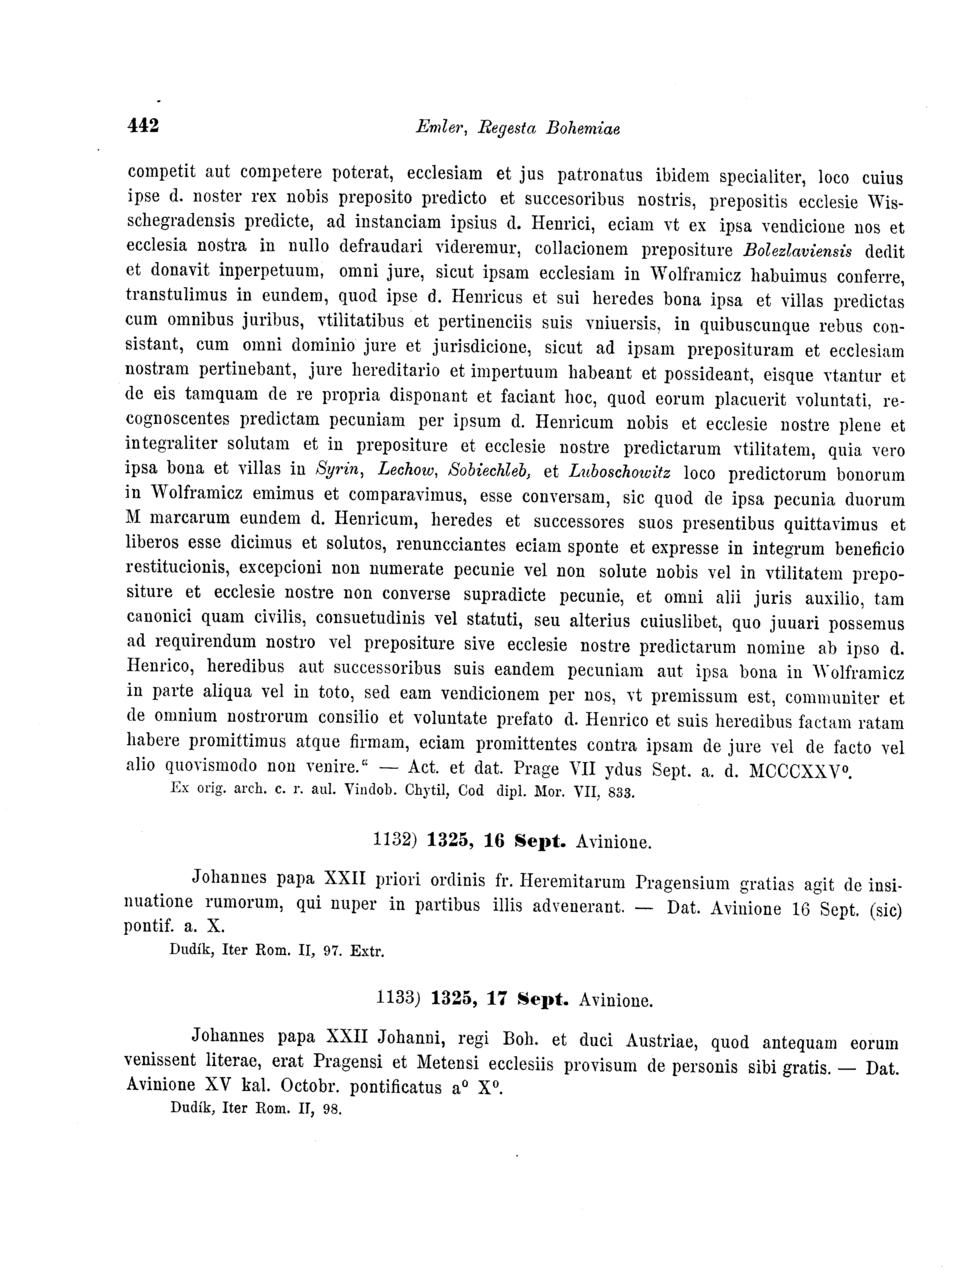 442 Emler, Regesta Bohemiae
competit aut competere poterat, ecclesiam et jus patronatus ibidem specialiter, loco cuius
ipse d. noster rex nobis preposito predicto et succesoribus nostris, prepositis ecclesie Wis-
schegradensis predicte, ad instanciam ipsius d. Henrici, eciam vt ex ipsa vendicione nos et
ecclesia nostra in nullo defraudari videremur, collacionem prepositure Bolezlaviensis dedit
et donavit inperpetuum, omni jure, sicut ipsam ecclesiam in Wolframicz habuimus conferre,
transtulimus in eundem, quod ipse d. Henricus et sui heredes bona ipsa et villas predictas
cum omnibus juribus, vtilitatibus et pertinenciis suis vniuersis, in quibuscunque rebus con-
sistant, cum omni dominio jure et jurisdicione, sicut ad ipsam preposituram et ecclesiam
nostram pertinebant, jure hereditario et impertuum habeant et possideant, eisque vtantur et
de eis tamquam de re propria disponant et faciant hoc, quod eorum placuerit voluntati, re-
cognoscentes predictam pecuniam per ipsum d. Henricum nobis et ecclesie nostre plene et
integraliter solutam et in prepositure et ecclesie nostre predictarum vtilitatem, quia vero
ipsa bona et villas in Syrin, Lechow, Sobiechleb, et Luboschowitz loco predictorum bonorum
in Wolframicz emimus et comparavimus, esse conversam, sic quod de ipsa pecunia duorum
M marcarum eundem d. Henricum, heredes et successores suos presentibus quittavimus et
liberos esse dicimus et solutos, renuncciantes eciam sponte et expresse in integrum beneficio
restitucionis, excepcioni non numerate pecunie vel non solute nobis vel in vtilitatem prepo-
siture et ecclesie nostre non converse supradicte pecunie, et omni alii juris auxilio, tam
canonici quam civilis, consuetudinis vel statuti, seu alterius cuiuslibet, quo juuari possemus
ad requirendum nostro vel prepositure sive ecclesie nostre predictarum nomine ab ipso d.
Henrico, heredibus aut successoribus suis eandem pecuniam aut ipsa bona in Wolframicz
in parte aliqua vel in toto, sed eam vendicionem per nos, vt premissum est, communiter et
de omnium nostrorum consilio et voluntate prefato d. Henrico et suis heredibus factam ratam
habere promittimus atque firmam, eciam promittentes contra ipsam de jure vel de facto vel
alio quovismodo non venire.“ — Act. et dat. Prage VII ydus Sept. a. d. MCCCXXV⁰.
Ex orig. arch. c. r. aul. Vindob. Chytil, Cod dipl. Mor. VII, 833.
1132) 1325, 16 Sept. Avinione.
Johannes papa XXII priori ordinis fr. Heremitarum Pragensium gratias agit de insi-
nuatione rumorum, qui nuper in partibus illis advenerant. — Dat. Avinione 16 Sept. (sic)
pontif. a. X.
Dudík, Iter Rom. II, 97. Extr.
1133) 1325, 17 Sept. Avinione.
Johannes papa XXII Johanni, regi Boh. et duci Austriae, quod antequam eorum
venissent literae, erat Pragensi et Metensi ecclesiis provisum de personis sibi gratis. — Dat.
Avinione XV kal. Octobr. pontificatus a⁰ X⁰.
Dudík, Iter Rom. II, 98.